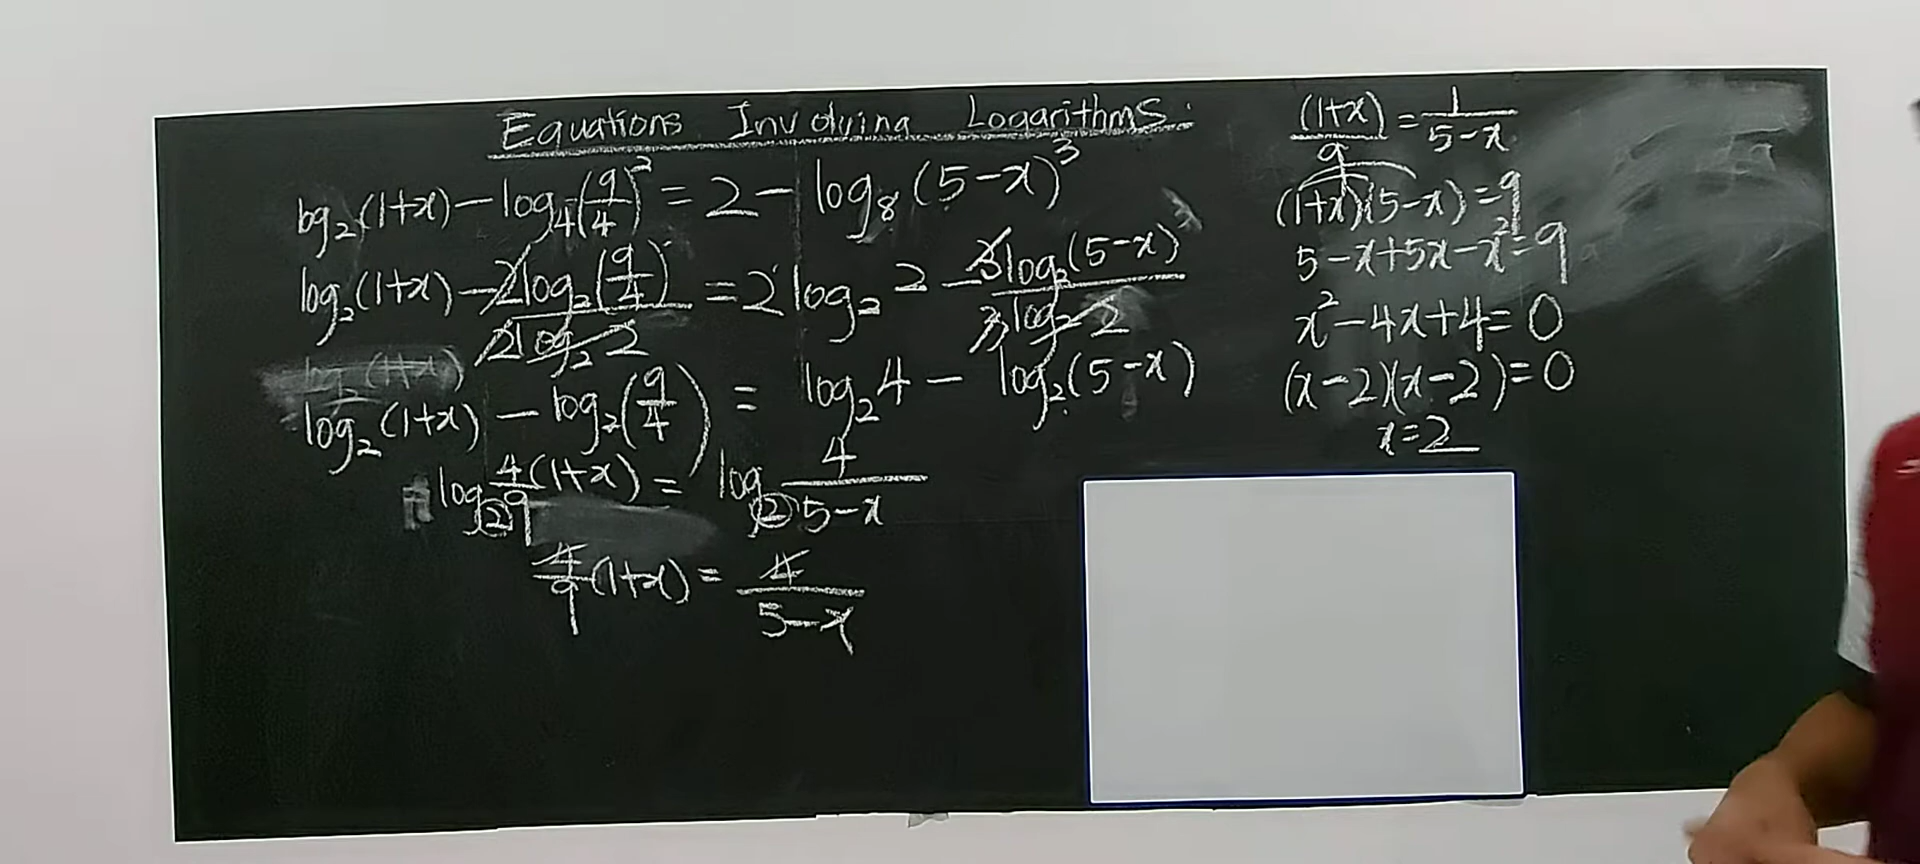 Equations Involving Logarithms:
log₂(1+x) - log₄(9/4)² = 2 - log₈(5-x)³
log₂(1+x) - 2log₂(9/4) / 2log₂2 = 2log₂2 - 3log₂(5-x) / 3log₂2
log₂(1+x)
log₂(1+x) - log₂(9/4) = log₂4 - log₂(5-x)
log₂ 4/9 (1+x) = log₂ 4/(5-x)
4/9 (1+x) = 4/(5-x)
(1+x)/9 = 1/(5-x)
(1+x)(5-x) = 9
5-x+5x-x² = 9
x²-4x+4 = 0
(x-2)(x-2) = 0
x = 2